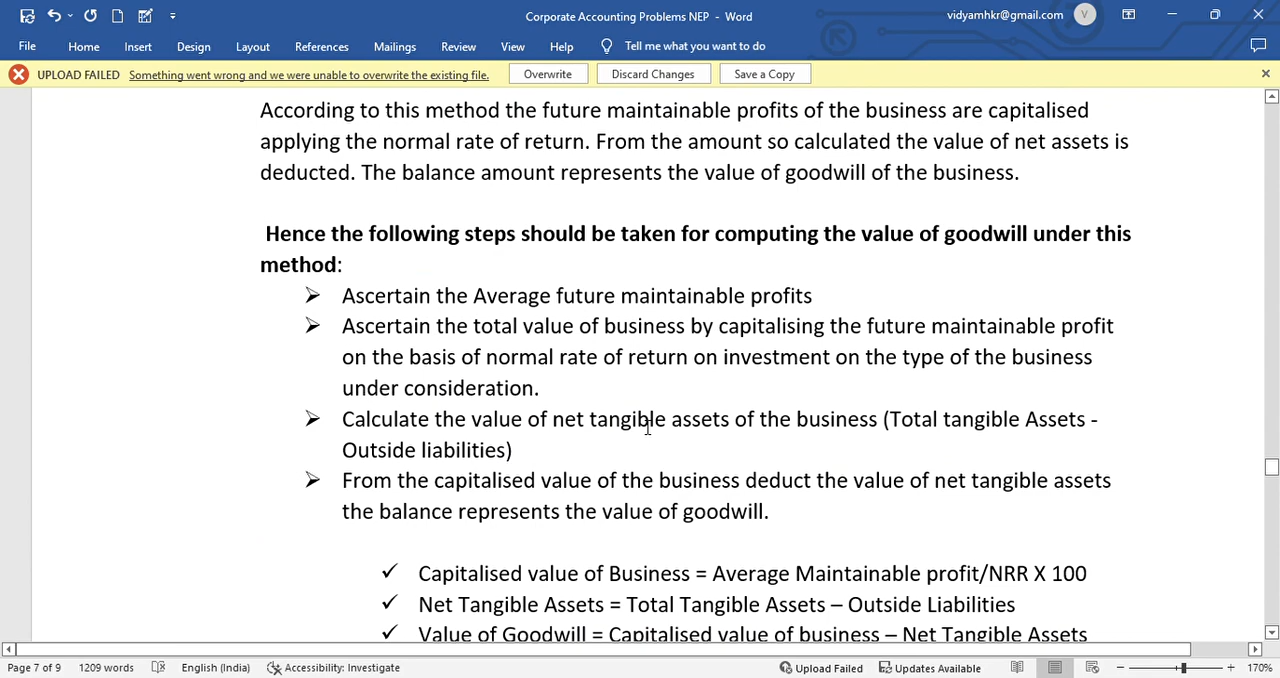 Corporate Accounting Problems NEP - Word
vidyamhkr@gmail.com V
File Home Insert Design Layout References Mailings Review View Help Tell me what you want to do
UPLOAD FAILED Something went wrong and we were unable to overwrite the existing file. Overwrite Discard Changes Save a Copy
According to this method the future maintainable profits of the business are capitalised
applying the normal rate of return. From the amount so calculated the value of net assets is
deducted. The balance amount represents the value of goodwill of the business.
Hence the following steps should be taken for computing the value of goodwill under this
method:
Ascertain the Average future maintainable profits
Ascertain the total value of business by capitalising the future maintainable profit
on the basis of normal rate of return on investment on the type of the business
under consideration.
Calculate the value of net tangible assets of the business (Total tangible Assets -
Outside liabilities)
From the capitalised value of the business deduct the value of net tangible assets
the balance represents the value of goodwill.
✓ Capitalised value of Business = Average Maintainable profit/NRR X 100
✓ Net Tangible Assets = Total Tangible Assets – Outside Liabilities
✓ Value of Goodwill = Capitalised value of business – Net Tangible Assets
Page 7 of 9 1209 words English (India) Accessibility: Investigate Upload Failed Updates Available 170%